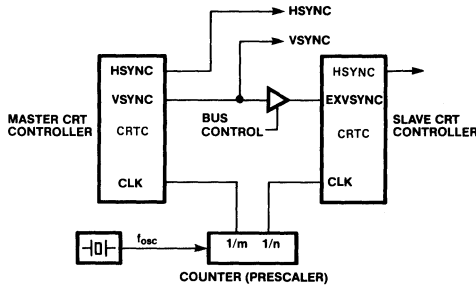 HSYNC
VSYNC
HSYNC
HSYNC
VSYNC
EXVSYNC
MASTER CRT
CONTROLLER
CRTC
BUS
CONTROL
CRTC
SLAVE CRT
CONTROLLER
CLK
CLK
fosc
1/m 1/n
COUNTER (PRESCALER)